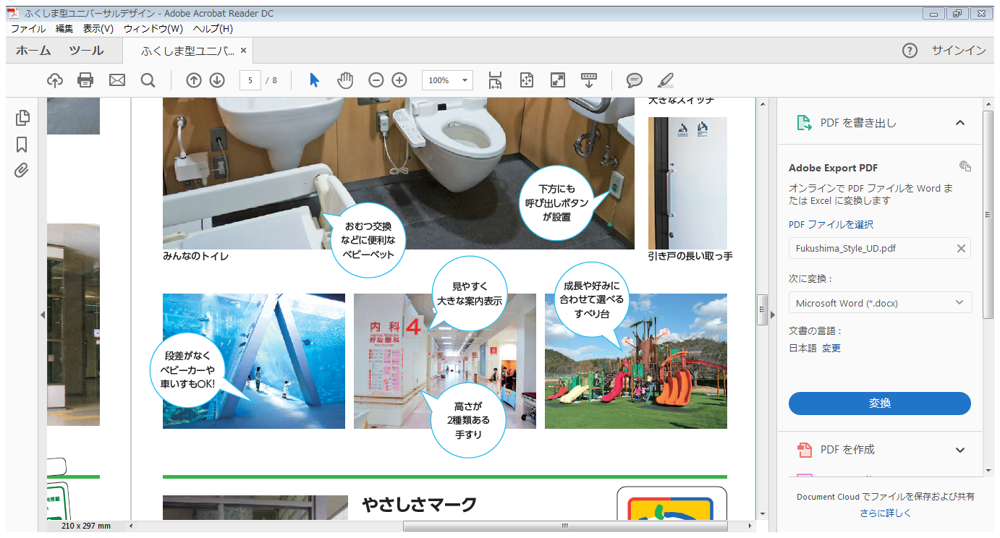 ふくしま型ユニバーサルデザイン - Adobe Acrobat Reader DC
ファイル 編集 表示(V) ウィンドウ(W) ヘルプ(H)
ホーム ツール ふくしま型ユニバ... × サインイン
5 / 8 100%
大きなスイッチ
下方にも
呼び出しボタン
が設置
おむつ交換
などに便利な
ベビーベット
みんなのトイレ
引き戸の長い取っ手
見やすく
大きな案内表示
成長や好みに
合わせて選べる
すべり台
内科 4
Internal Medicine
呼吸器科
段差がなく
ベビーカーや
車いすもOK!
高さが
2種類ある
手すり
利用証
やさしさマーク
210 x 297 mm
PDF を書き出し
Adobe Export PDF
オンラインで PDF ファイルを Word ま
たは Excel に変換します
PDF ファイルを選択
Fukushima_Style_UD.pdf
次に変換 :
Microsoft Word (*.docx)
文書の言語 :
日本語 変更
変換
PDF を作成
Document Cloud でファイルを保存および共有
さらに詳しく